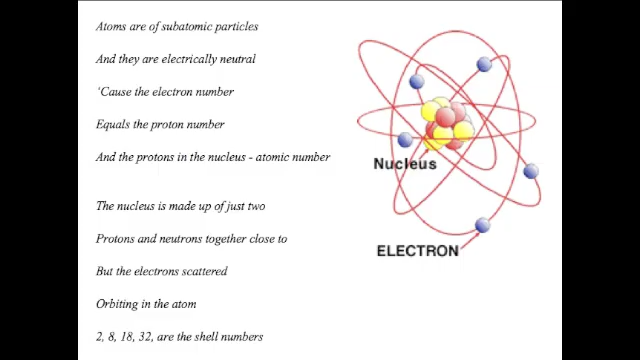 Atoms are of subatomic particles
And they are electrically neutral
‘Cause the electron number
Equals the proton number
And the protons in the nucleus - atomic number
The nucleus is made up of just two
Protons and neutrons together close to
But the electrons scattered
Orbiting in the atom
2, 8, 18, 32, are the shell numbers
Nucleus
ELECTRON